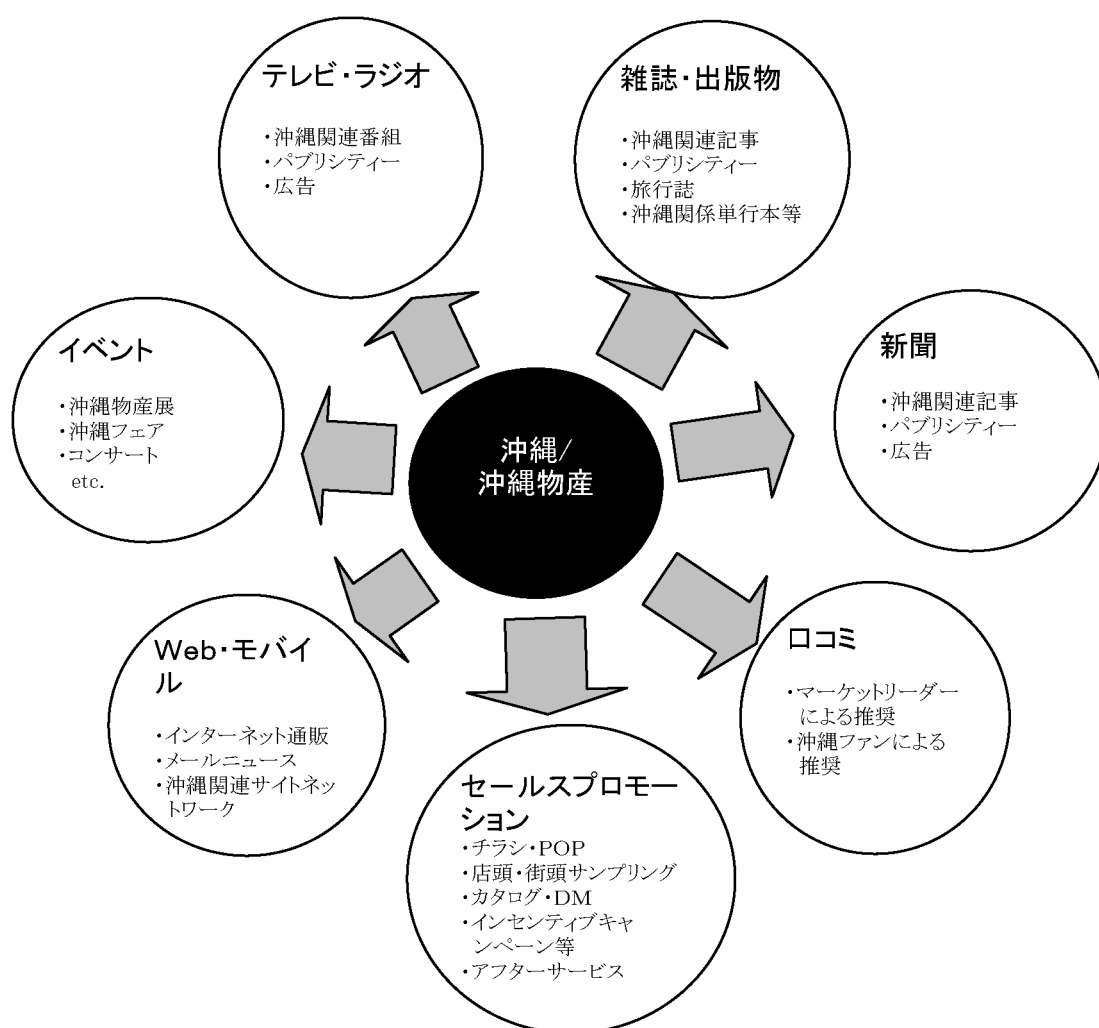 テレビ・ラジオ
・沖縄関連番組
・パブリシティー
・広告
雑誌・出版物
・沖縄関連記事
・パブリシティー
・旅行誌
・沖縄関係単行本等
イベント
・沖縄物産展
・沖縄フェア
・コンサート
etc.
新聞
・沖縄関連記事
・パブリシティー
・広告
沖縄/
沖縄物産
Web・モバイ
ル
・インターネット通販
・メールニュース
・沖縄関連サイトネッ
トワーク
口コミ
・マーケットリーダー
による推奨
・沖縄ファンによる
推奨
セールスプロモー
ション
・チラシ・POP
・店頭・街頭サンプリング
・カタログ・DM
・インセンティブキャ
ンペーン等
・アフターサービス